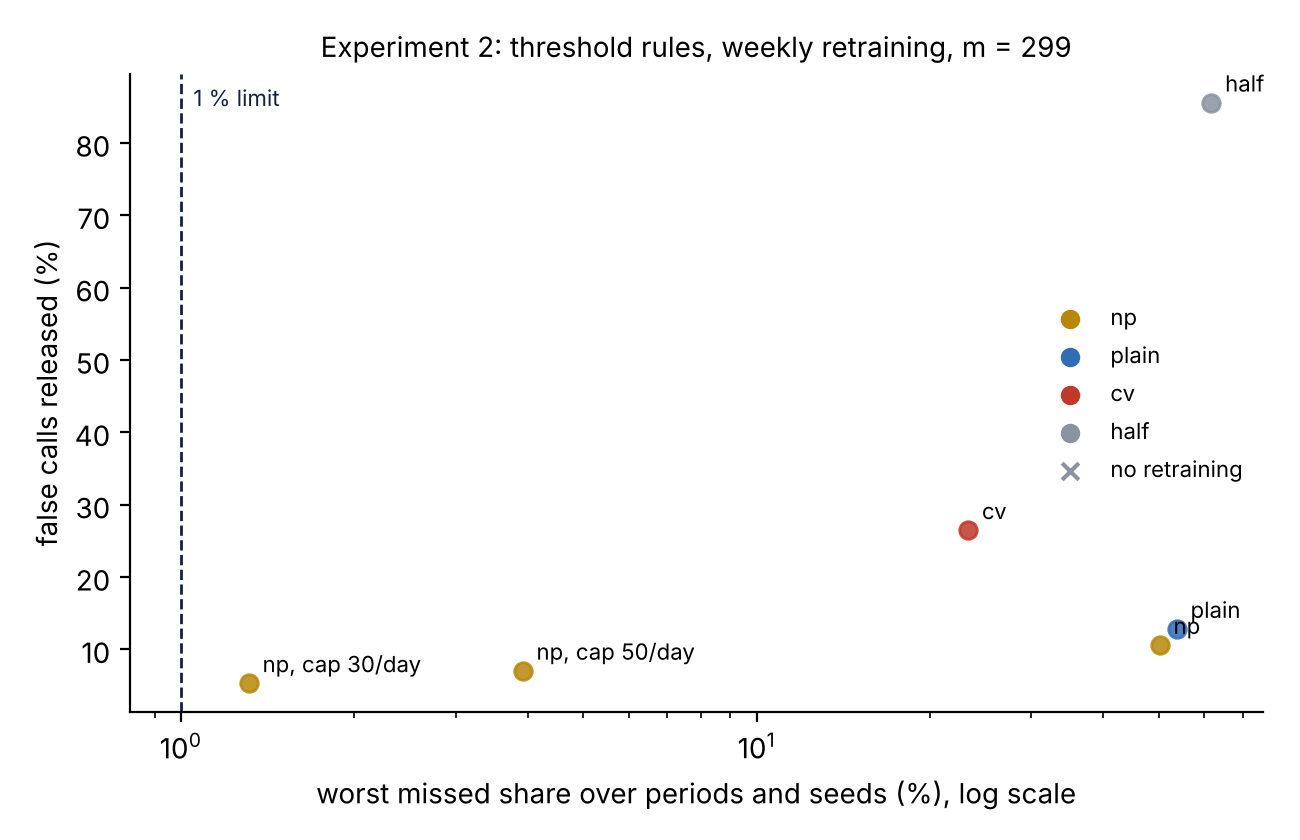 Experiment 2: threshold rules, weekly retraining, m = 299
half
1 % limit
80
70
60
50
40
30
20
10
false calls released (%)
np
plain
cv
half
no retraining
cv
plain
np
np, cap 50/day
np, cap 30/day
10⁰
10¹
worst missed share over periods and seeds (%), log scale